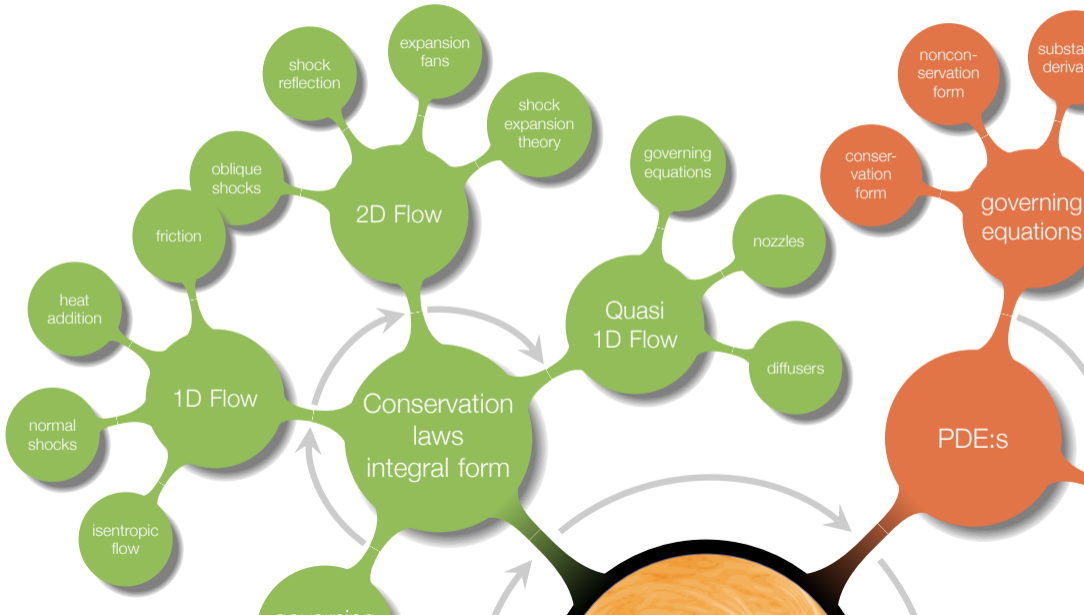 shock
reflection
expansion
fans
shock
expansion
theory
oblique
shocks
2D Flow
friction
heat
addition
normal
shocks
isentropic
flow
1D Flow
Conservation
laws
integral form
governing
equations
nozzles
diffusers
Quasi
1D Flow
noncon-
servation
form
conser-
vation
form
governing
equations
PDE:s